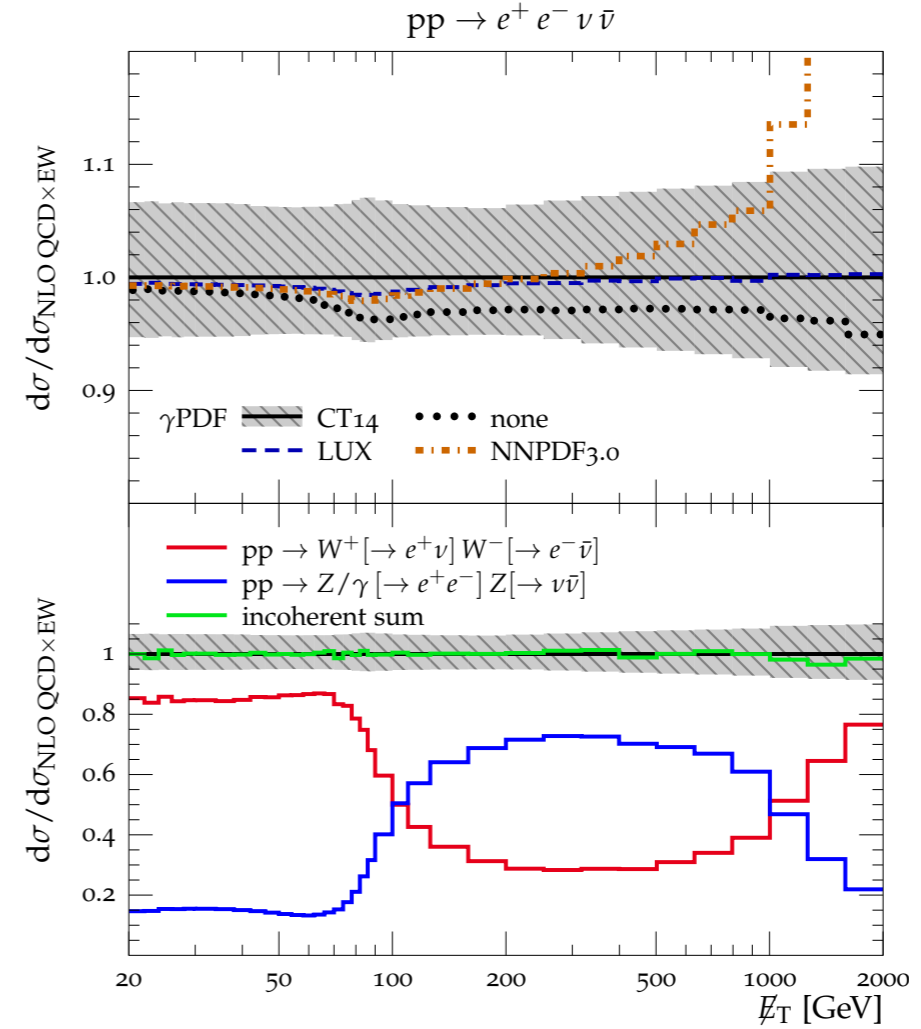 pp → e⁺ e⁻ ν ν̄
dσ/dσNLO QCD×EW
1.1
1.0
0.9
γPDF CT14 none
LUX NNPDF3.0
dσ/dσNLO QCD×EW
pp → W⁺[→ e⁺ν] W⁻[→ e⁻ν̄]
pp → Z/γ [→ e⁺e⁻] Z[→ νν̄]
incoherent sum
1
0.8
0.6
0.4
0.2
20 50 100 200 500 1000 2000
E̸T [GeV]